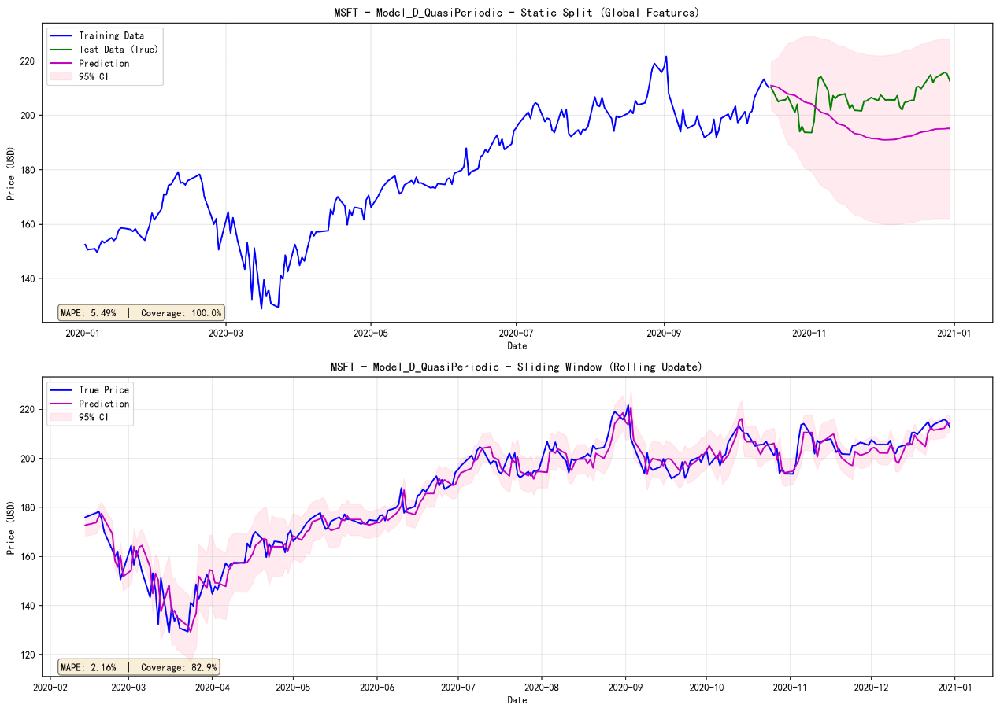 MSFT - Model_D_QuasiPeriodic - Static Split (Global Features)
Training Data
Test Data (True)
Prediction
95% CI
Price (USD)
220
200
180
160
140
MAPE: 5.49% | Coverage: 100.0%
2020-01 2020-03 2020-05 2020-07 2020-09 2020-11 2021-01
Date
MSFT - Model_D_QuasiPeriodic - Sliding Window (Rolling Update)
True Price
Prediction
95% CI
Price (USD)
220
200
180
160
140
120
MAPE: 2.16% | Coverage: 82.9%
2020-02 2020-03 2020-04 2020-05 2020-06 2020-07 2020-08 2020-09 2020-10 2020-11 2020-12 2021-01
Date